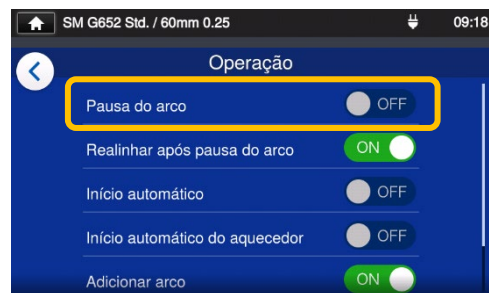 SM G652 Std. / 60mm 0.25 09:18
Operação
Pausa do arco OFF
Realinhar após pausa do arco ON
Início automático OFF
Início automático do aquecedor OFF
Adicionar arco ON